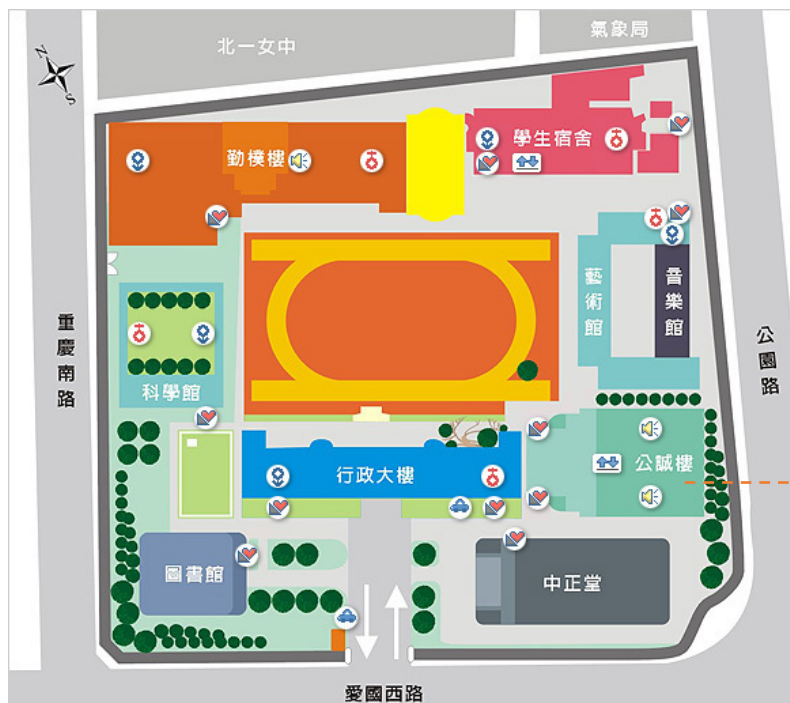 氣象局
北一女中
N
S
勤樸樓
學生宿舍
藝術館
音樂館
重慶南路
公園路
科學館
行政大樓
公誠樓
圖書館
中正堂
愛國西路